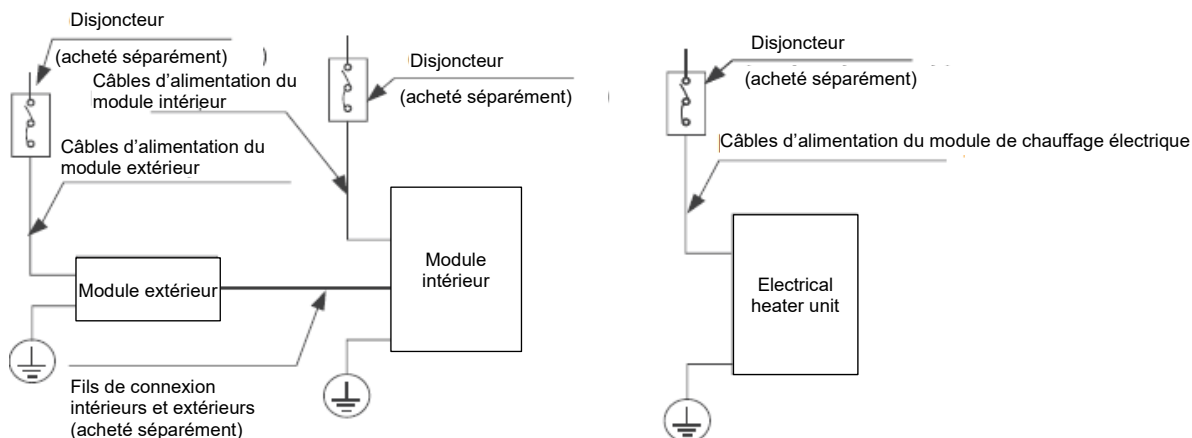 Disjoncteur
(acheté séparément)
Câbles d’alimentation du
module intérieur
Disjoncteur
(acheté séparément)
Câbles d’alimentation du
module extérieur
Module extérieur
Module
intérieur
Fils de connexion
intérieurs et extérieurs
(acheté séparément)
Disjoncteur
(acheté séparément)
Câbles d’alimentation du module de chauffage électrique
Electrical
heater unit